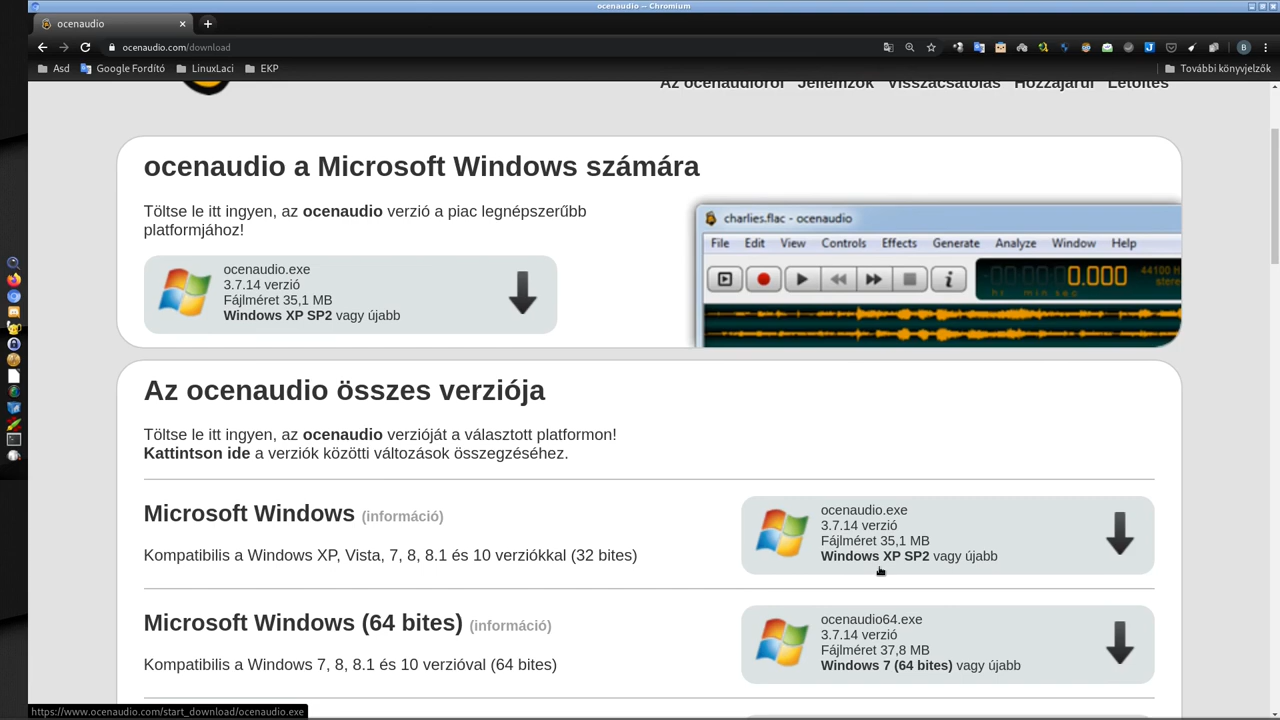 ocenaudio – Chromium
ocenaudio
ocenaudio.com/download
B
Asd Google Fordító LinuxLaci EKP További könyvjelzők
Az ocenaudioról Jellemzők Visszacsatolás Hozzájárul Letöltés
ocenaudio a Microsoft Windows számára
Töltse le itt ingyen, az ocenaudio verzió a piac legnépszerűbb
platformjához!
ocenaudio.exe
3.7.14 verzió
Fájlméret 35,1 MB
Windows XP SP2 vagy újabb
charlies.flac - ocenaudio
File Edit View Controls Effects Generate Analyze Window Help
0.000
44100 H
stereo
hr min sec
Az ocenaudio összes verziója
Töltse le itt ingyen, az ocenaudio verzióját a választott platformon!
Kattintson ide a verziók közötti változások összegzéséhez.
Microsoft Windows (információ)
Kompatibilis a Windows XP, Vista, 7, 8, 8.1 és 10 verziókkal (32 bites)
ocenaudio.exe
3.7.14 verzió
Fájlméret 35,1 MB
Windows XP SP2 vagy újabb
Microsoft Windows (64 bites) (információ)
Kompatibilis a Windows 7, 8, 8.1 és 10 verzióval (64 bites)
ocenaudio64.exe
3.7.14 verzió
Fájlméret 37,8 MB
Windows 7 (64 bites) vagy újabb
https://www.ocenaudio.com/start_download/ocenaudio.exe